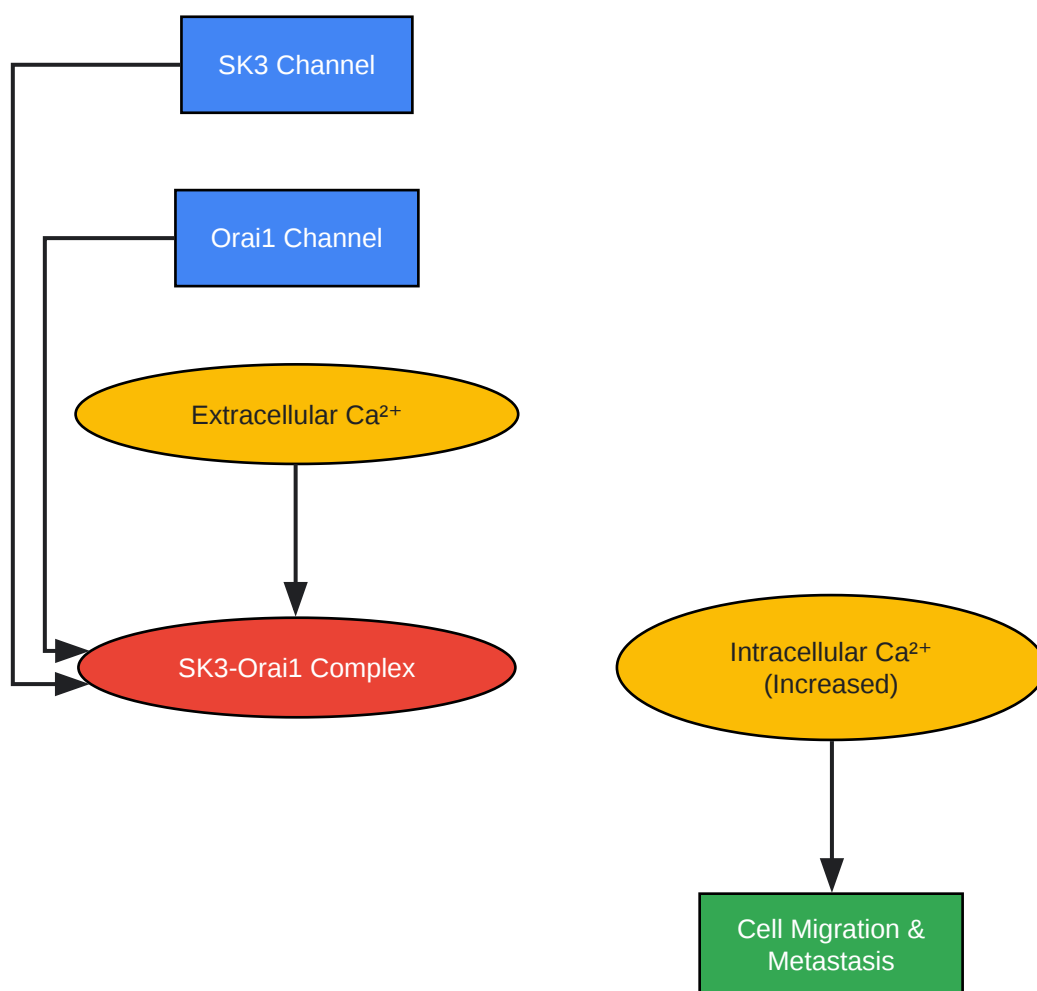 SK3 Channel
Orai1 Channel
Extracellular Ca²⁺
SK3-Orai1 Complex
Intracellular Ca²⁺
(Increased)
Cell Migration &
Metastasis